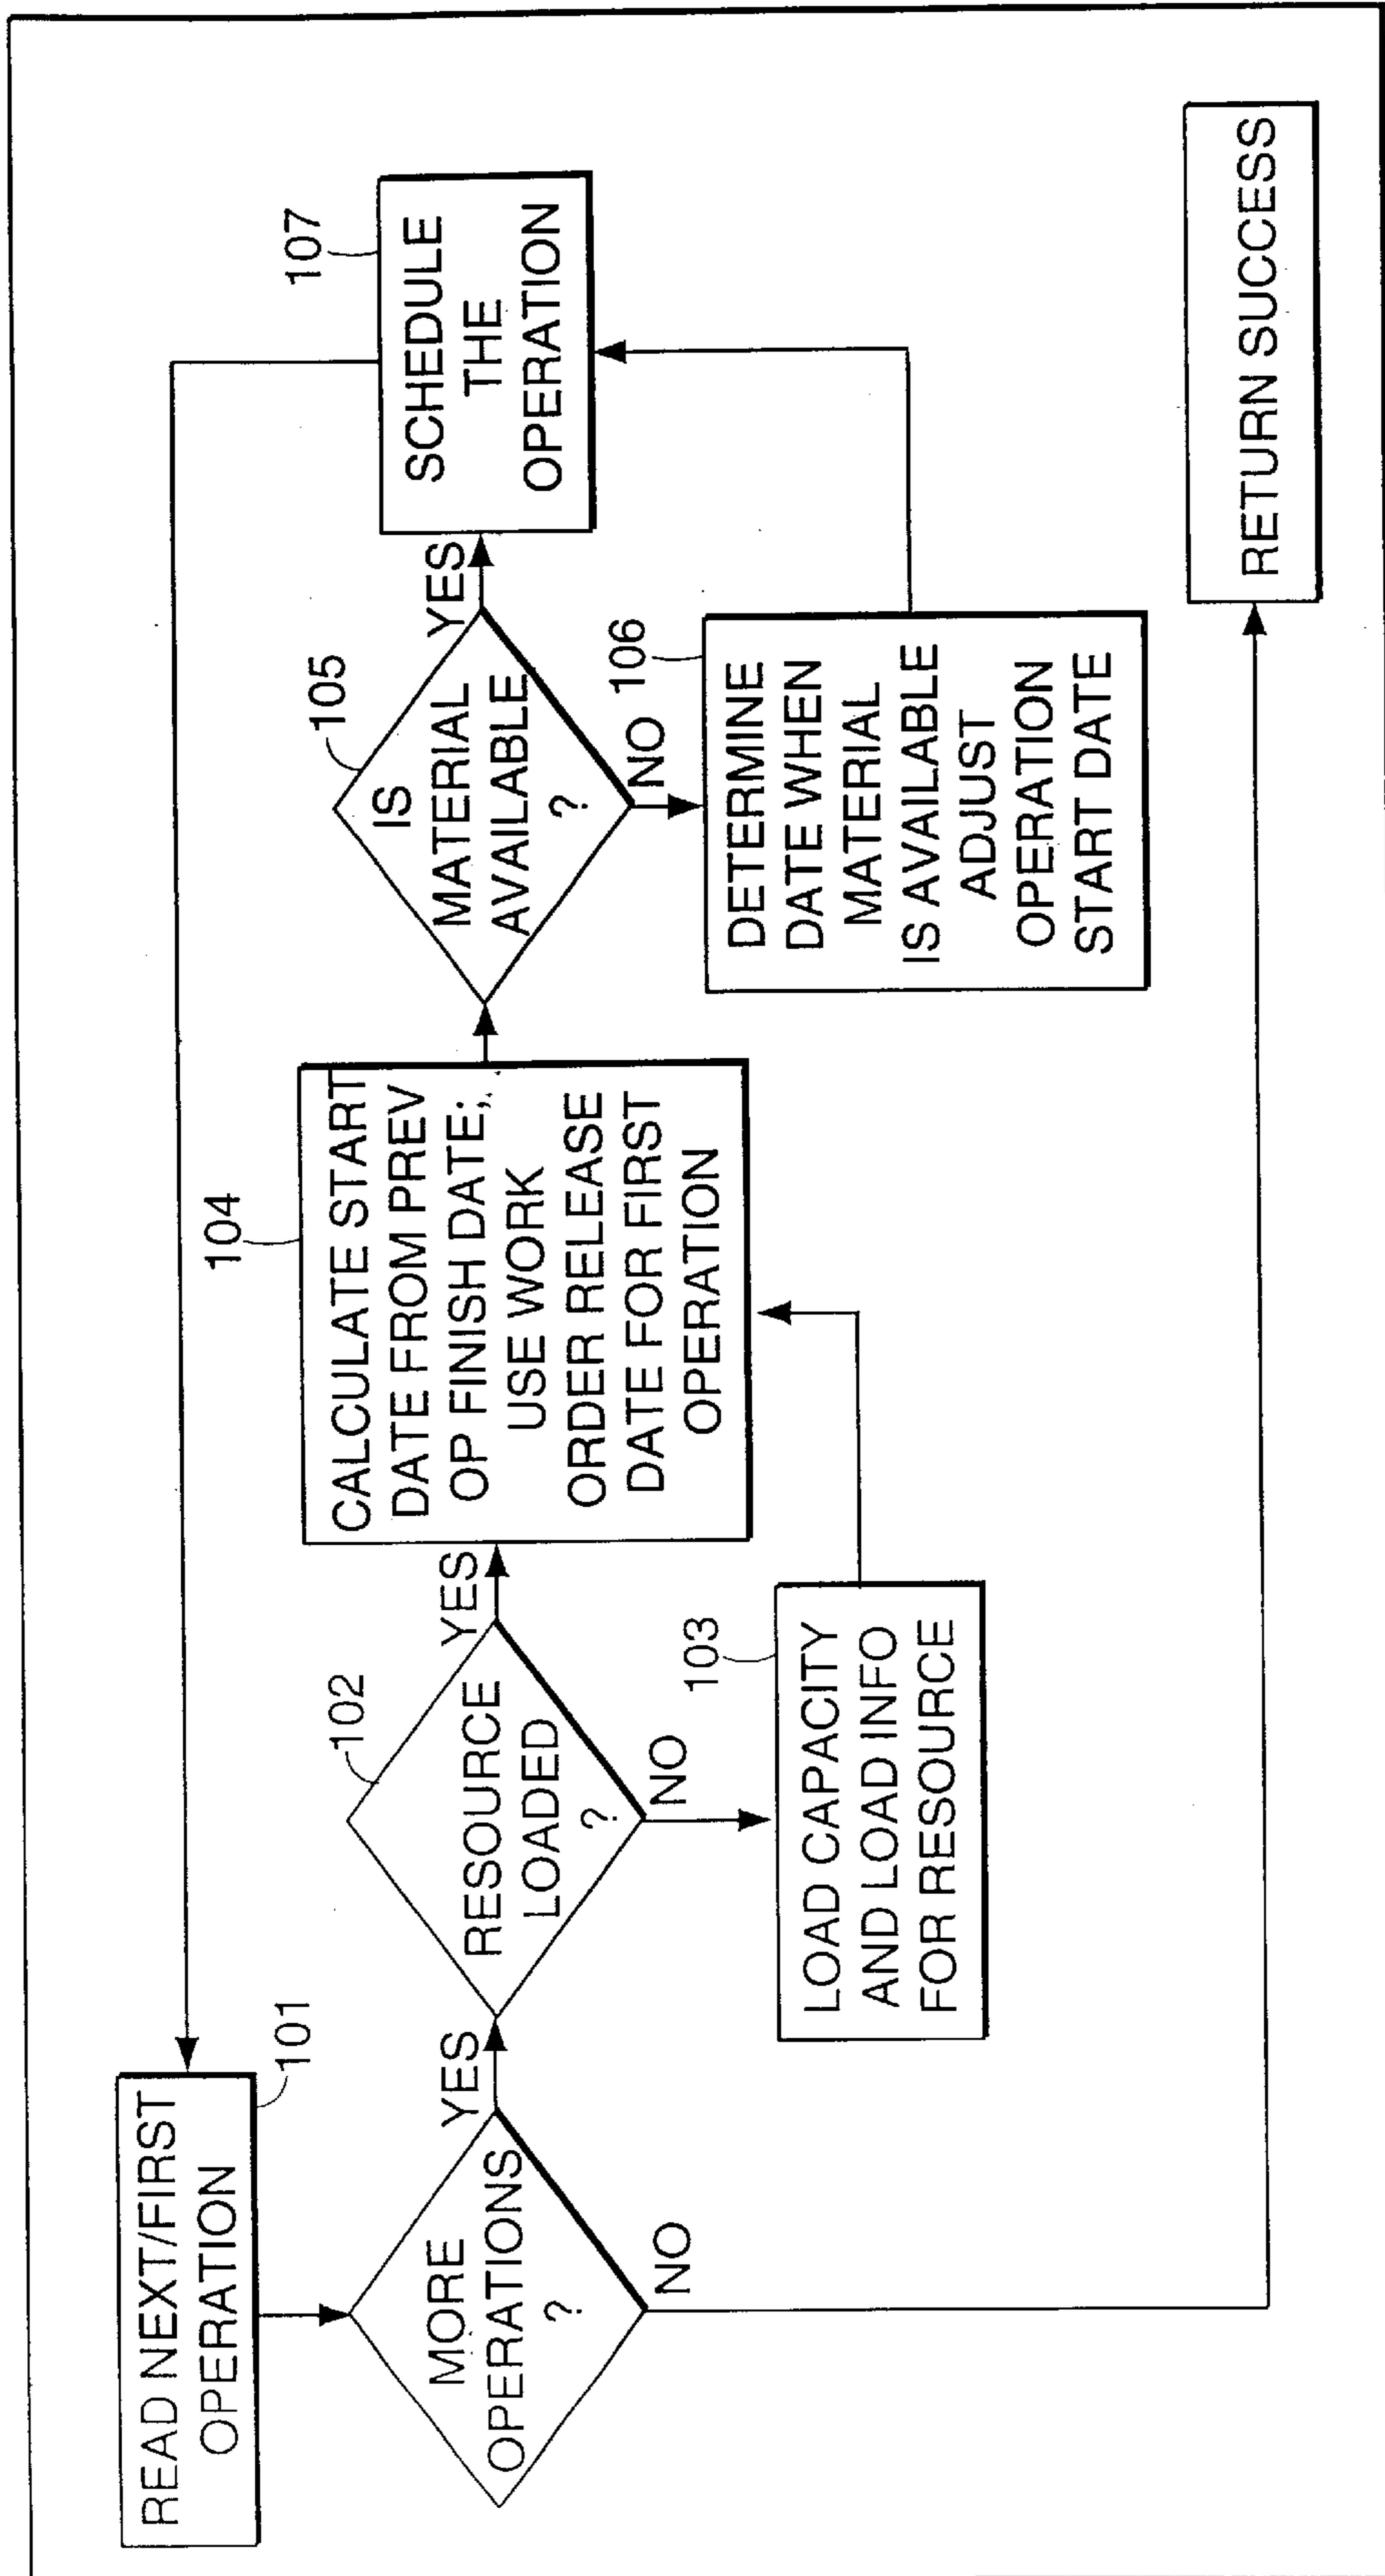 READ NEXT/FIRST
OPERATION
101
MORE
OPERATIONS
?
YES
NO
102
RESOURCE
LOADED
?
YES
NO
103
LOAD CAPACITY
AND LOAD INFO
FOR RESOURCE
104
CALCULATE START
DATE FROM PREV
OP FINISH DATE;
USE WORK
ORDER RELEASE
DATE FOR FIRST
OPERATION
105
IS
MATERIAL
AVAILABLE
?
YES
NO
106
DETERMINE
DATE WHEN
MATERIAL
IS AVAILABLE
ADJUST
OPERATION
START DATE
107
SCHEDULE
THE
OPERATION
RETURN SUCCESS